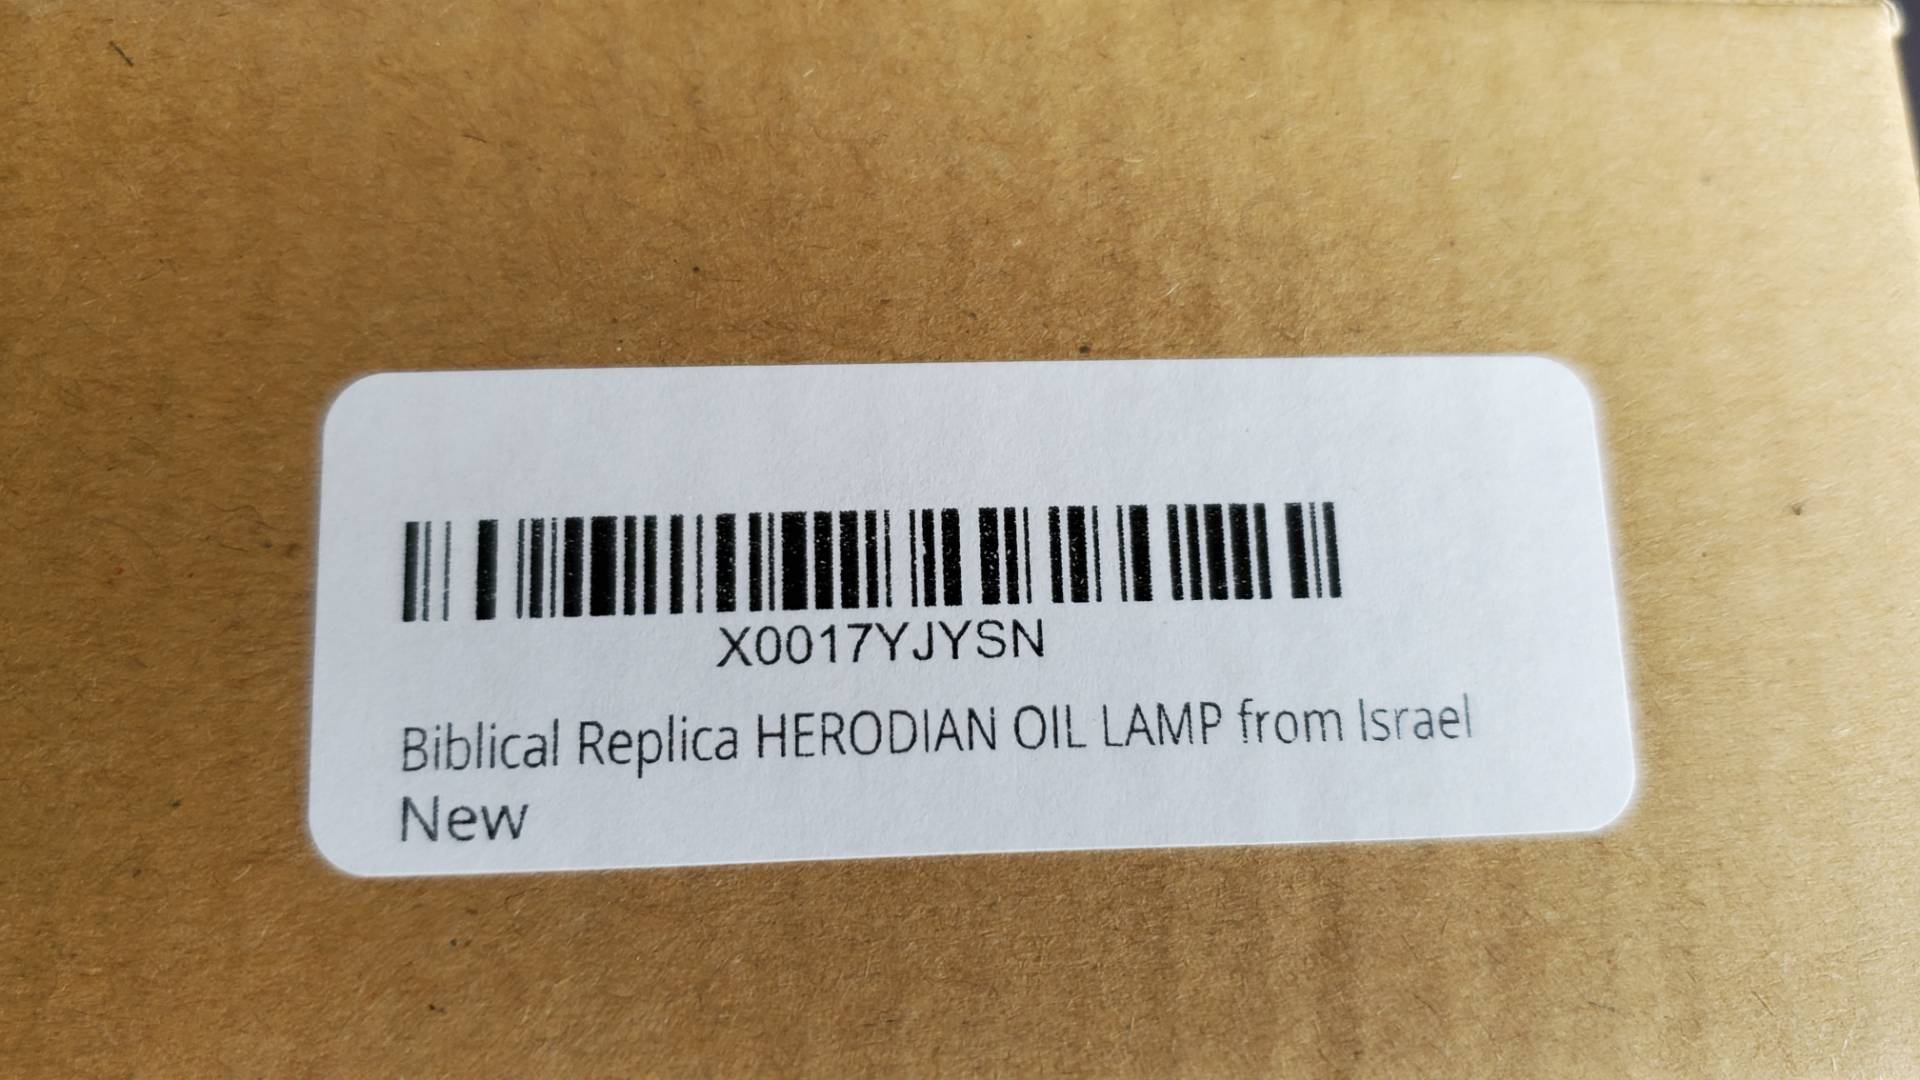 X0017YJYSN
Biblical Replica HERODIAN OIL LAMP from Israel
New